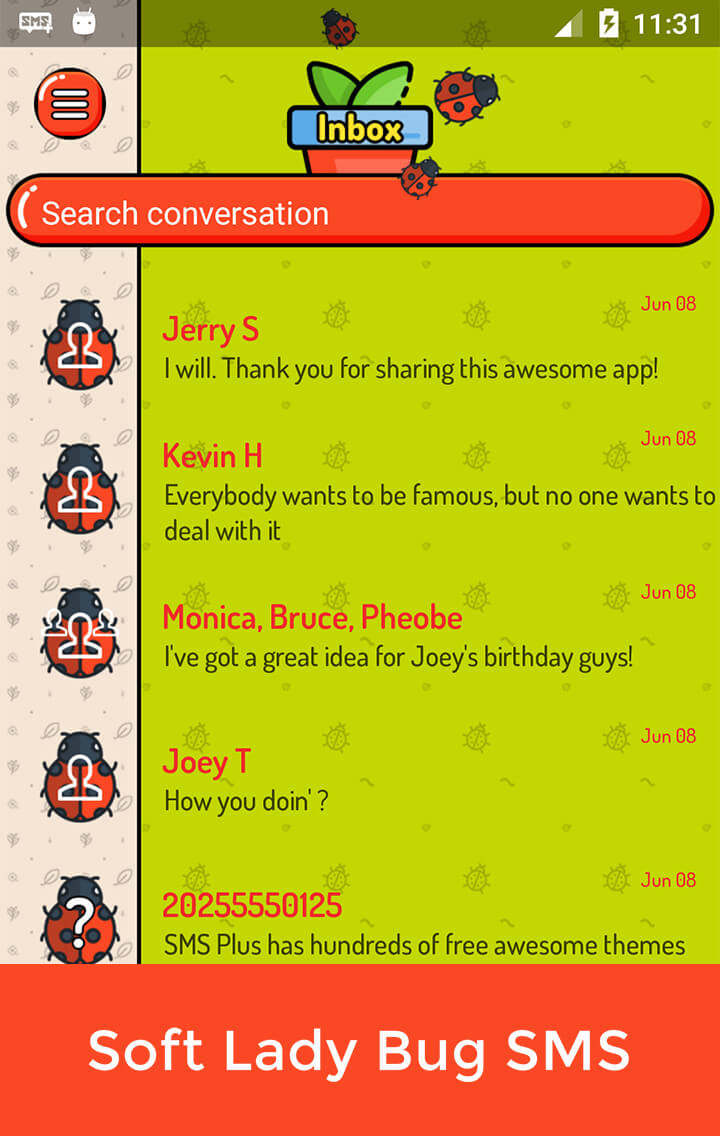 SMS
11:31
Inbox
Search conversation
Jun 08
Jerry S
I will. Thank you for sharing this awesome app!
Jun 08
Kevin H
Everybody wants to be famous, but no one wants to
deal with it
Jun 08
Monica, Bruce, Pheobe
I've got a great idea for Joey's birthday guys!
Jun 08
Joey T
How you doin' ?
Jun 08
20255550125
?
SMS Plus has hundreds of free awesome themes
Soft Lady Bug SMS